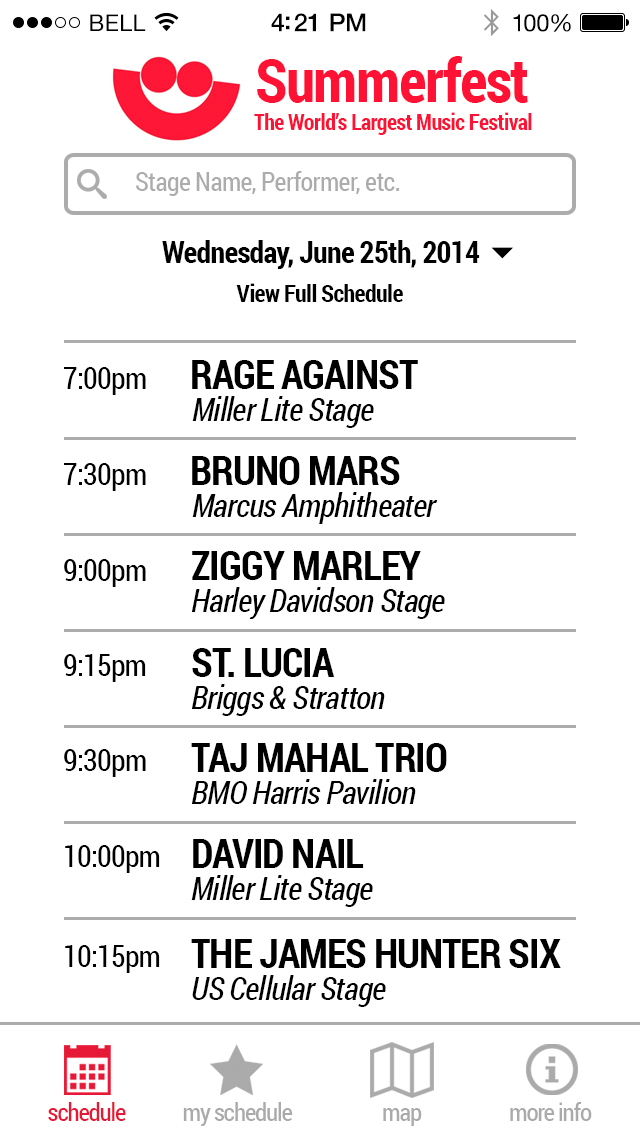 BELL 4:21 PM 100%
Summerfest
The World's Largest Music Festival
Stage Name, Performer, etc.
Wednesday, June 25th, 2014
View Full Schedule
7:00pm RAGE AGAINST
Miller Lite Stage
7:30pm BRUNO MARS
Marcus Amphitheater
9:00pm ZIGGY MARLEY
Harley Davidson Stage
9:15pm ST. LUCIA
Briggs & Stratton
9:30pm TAJ MAHAL TRIO
BMO Harris Pavilion
10:00pm DAVID NAIL
Miller Lite Stage
10:15pm THE JAMES HUNTER SIX
US Cellular Stage
schedule my schedule map more info